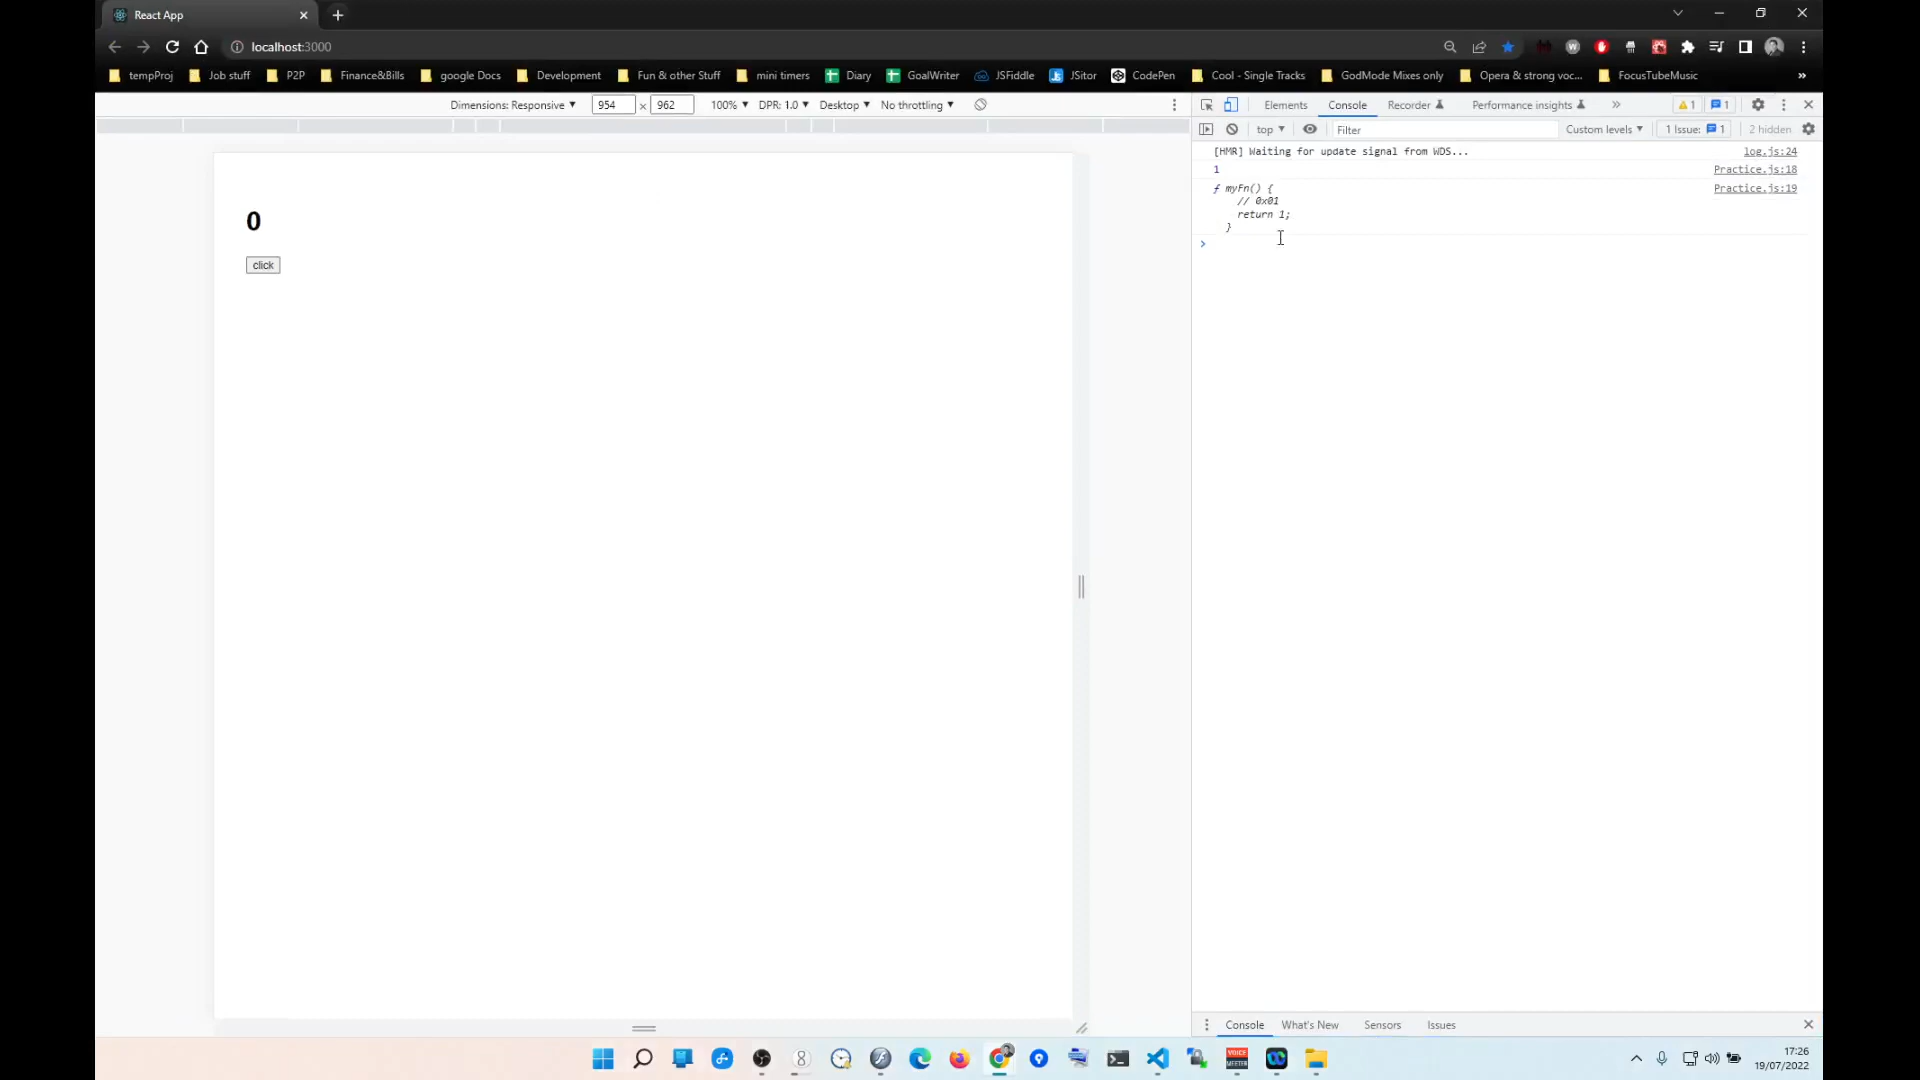 React App
localhost:3000
tempProj
Job stuff
P2P
Finance&Bills
google Docs
Development
Fun & other Stuff
mini timers
Diary
GoalWriter
JSFiddle
JSitor
CodePen
Cool - Single Tracks
GodMode Mixes only
Opera & strong voc...
FocusTubeMusic
»
Dimensions: Responsive
954 x 962
100%
DPR: 1.0
Desktop
No throttling
Elements
Console
Recorder
Performance insights
»
1
1
top
Filter
Custom levels
1 Issue: 1
2 hidden
[HMR] Waiting for update signal from WDS... log.js:24
1 Practice.js:18
ƒ myFn() { Practice.js:19
// 0x01
return 1;
}
0
click
Console
What's New
Sensors
Issues
VOICE
MEETER
17:26
19/07/2022